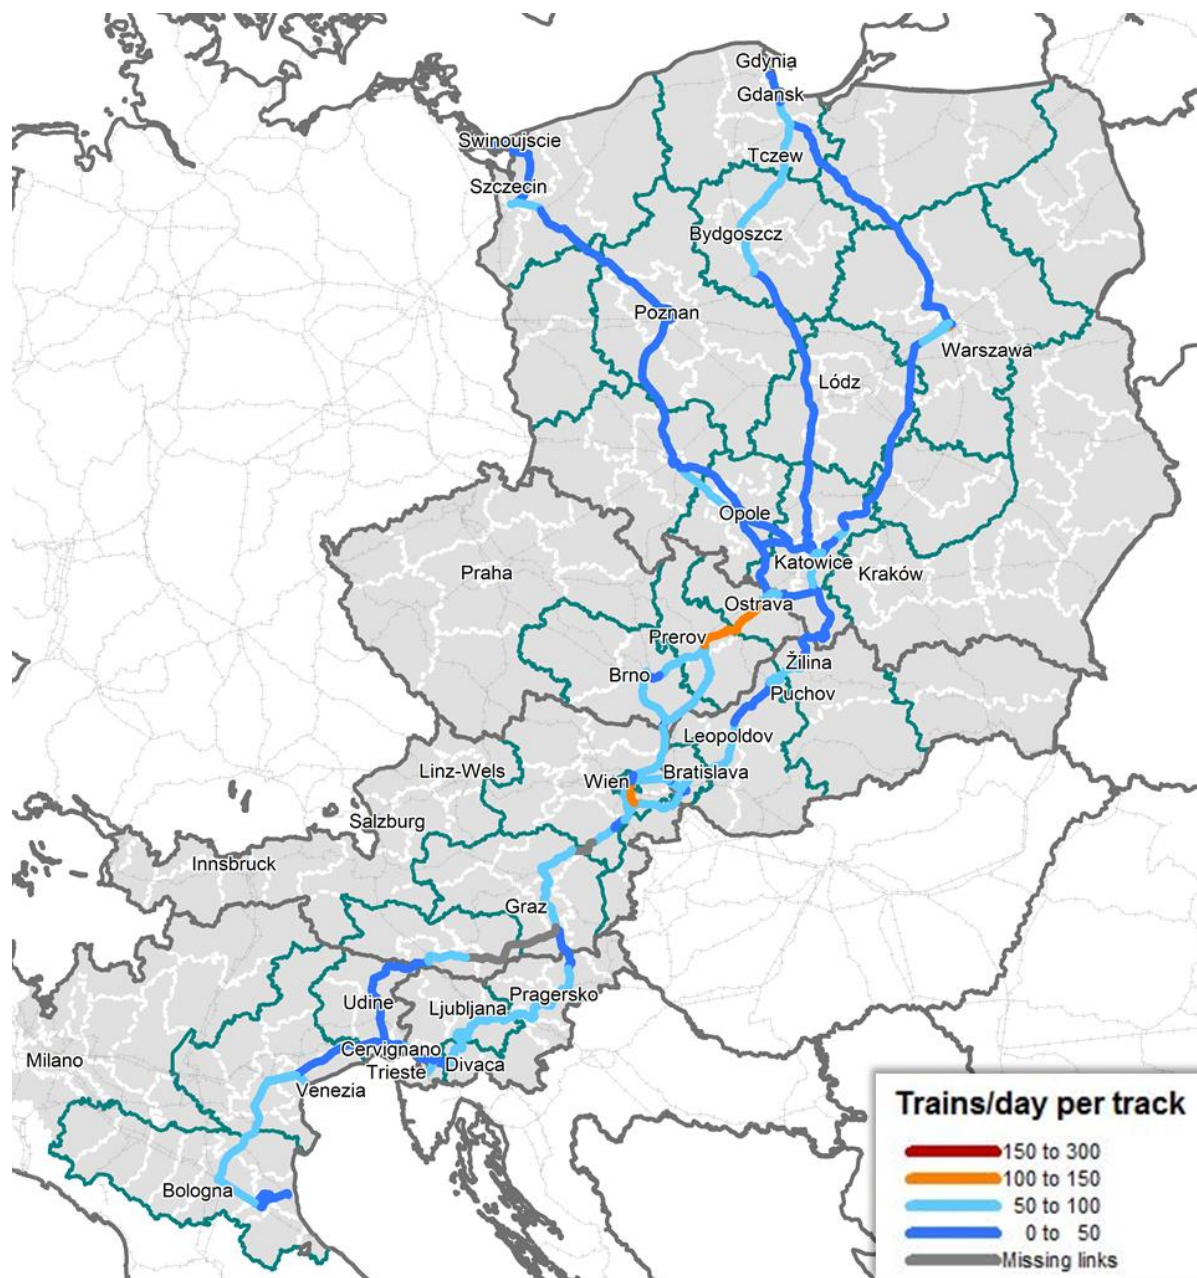 Gdynia
Gdansk
Swinoujscie
Tczew
Szczecin
Bydgoszcz
Poznan
Warszawa
Lódz
Opole
Katowice
Praha
Kraków
Ostrava
Prerov
Žilina
Brno
Puchov
Leopoldov
Linz-Wels
Wien
Bratislava
Salzburg
Innsbruck
Graz
Pragersko
Udine
Ljubljana
Cervignano
Milano
Trieste
Divaca
Venezia
Bologna
Trains/day per track
150 to 300
100 to 150
50 to 100
0 to 50
Missing links